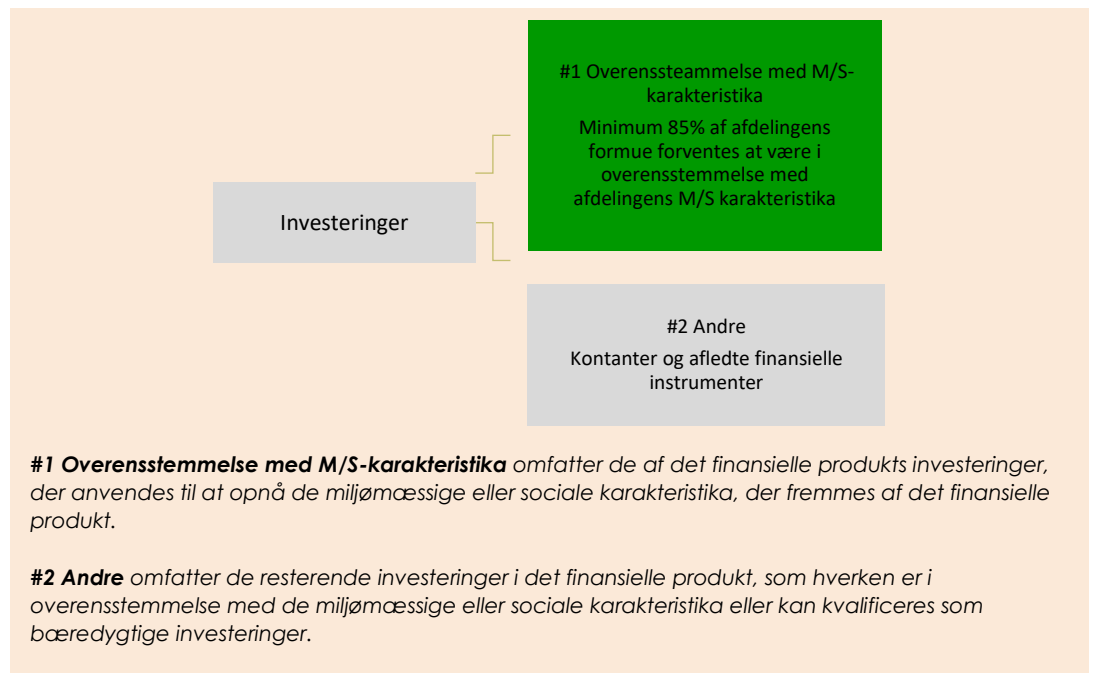 #1 Overenssteammelse med M/S-
karakteristika
Minimum 85% af afdelingens
formue forventes at være i
overensstemmelse med
afdelingens M/S karakteristika
Investeringer
#2 Andre
Kontanter og afledte finansielle
instrumenter
#1 Overensstemmelse med M/S-karakteristika omfatter de af det finansielle produkts investeringer,
der anvendes til at opnå de miljømæssige eller sociale karakteristika, der fremmes af det finansielle
produkt.
#2 Andre omfatter de resterende investeringer i det finansielle produkt, som hverken er i
overensstemmelse med de miljømæssige eller sociale karakteristika eller kan kvalificeres som
bæredygtige investeringer.